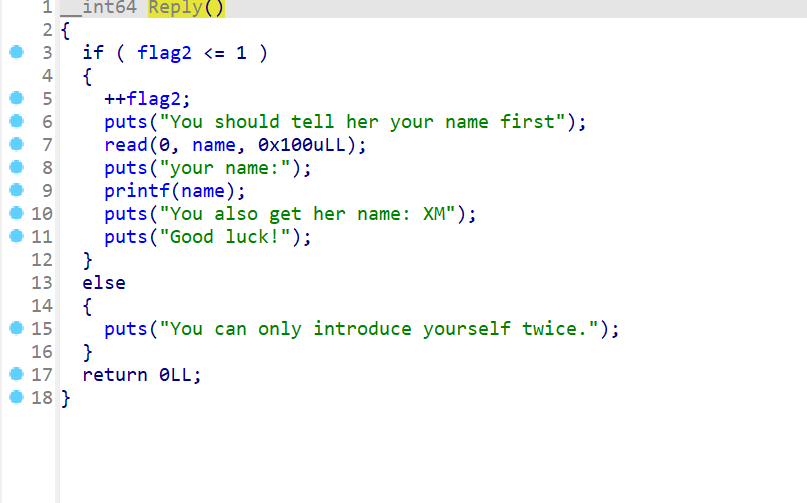 1 __int64 Reply()
2 {
3 if ( flag2 <= 1 )
4 {
5 ++flag2;
6 puts("You should tell her your name first");
7 read(0, name, 0x100uLL);
8 puts("your name:");
9 printf(name);
10 puts("You also get her name: XM");
11 puts("Good luck!");
12 }
13 else
14 {
15 puts("You can only introduce yourself twice.");
16 }
17 return 0LL;
18 }